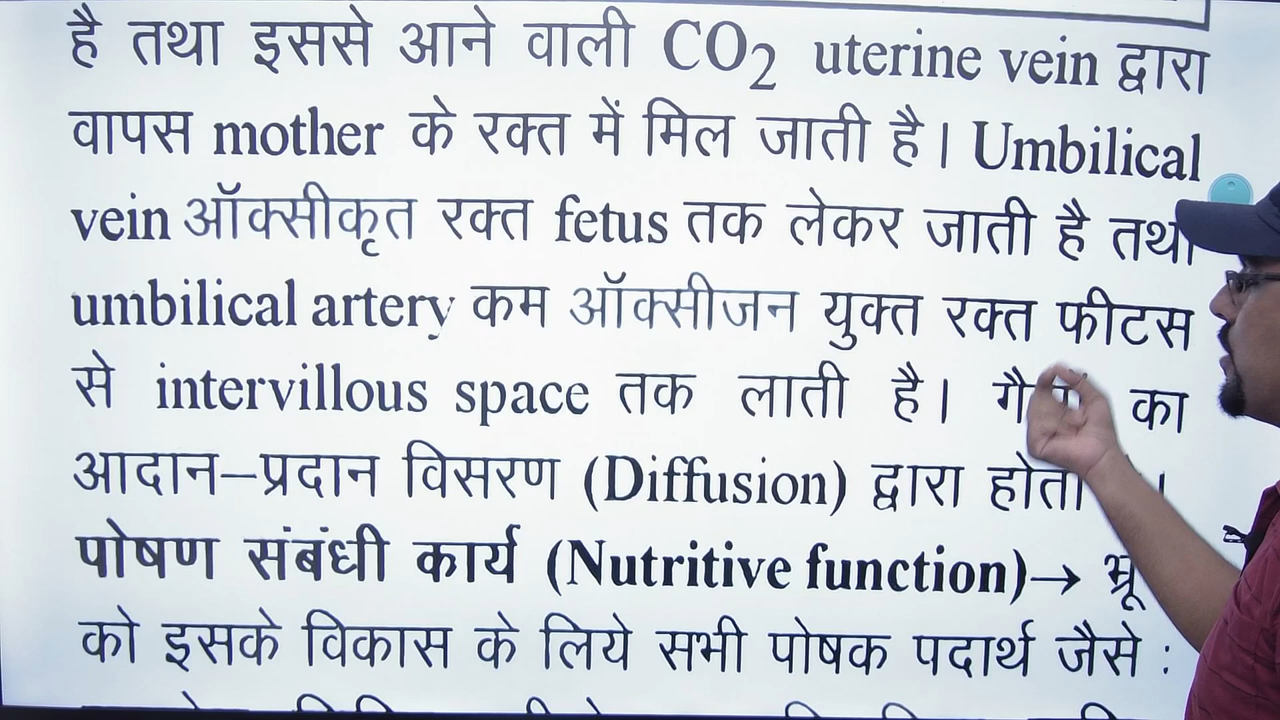 है तथा इससे आने वाली CO2 uterine vein द्वारा
वापस mother के रक्त में मिल जाती है। Umbilical
vein ऑक्सीकृत रक्त fetus तक लेकर जाती है तथा
umbilical artery कम ऑक्सीजन युक्त रक्त फीटस
से intervillous space तक लाती है। का
आदान–प्रदान विसरण (Diffusion) द्वारा होता ।
पोषण संबंधी कार्य (Nutritive function)→
को इसके विकास के लिये सभी पोषक पदार्थ जैसे :